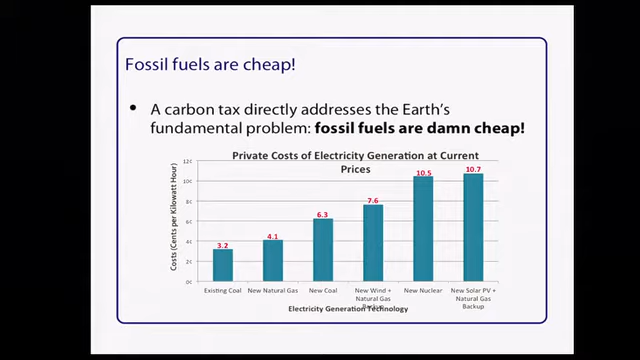 Fossil fuels are cheap!
• A carbon tax directly addresses the Earth's
fundamental problem: fossil fuels are damn cheap!
Private Costs of Electricity Generation at Current
Prices
Costs (Cents per Kilowatt Hour)
12¢
10¢
8¢
6¢
4¢
2¢
0¢
3.2
4.1
6.3
7.6
10.5
10.7
Existing Coal
New Natural Gas
New Coal
New Wind +
Natural Gas
Backup
New Nuclear
New Solar PV +
Natural Gas
Backup
Electricity Generation Technology